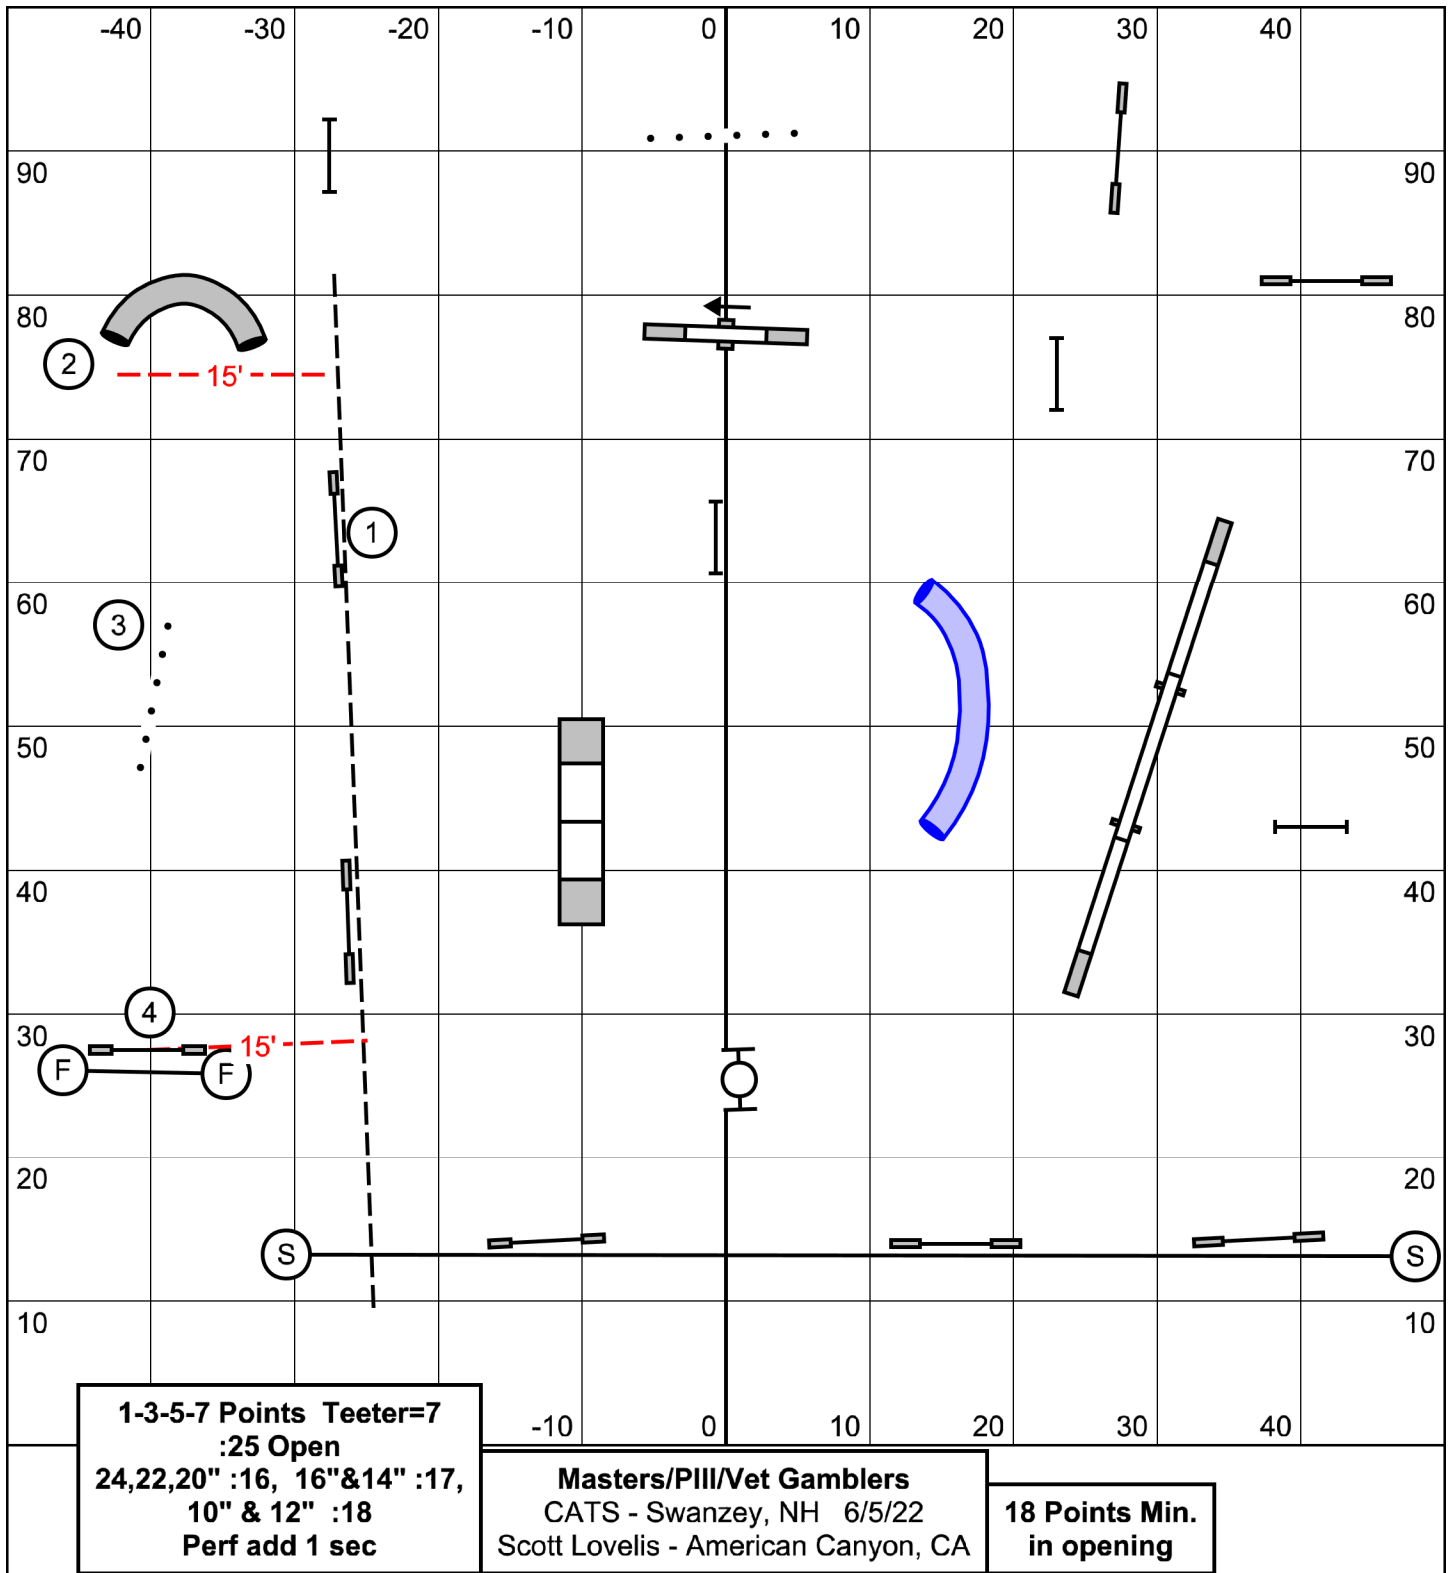 -40 -30 -20 -10 0 10 20 30 40
90 90
80 80
2
15'
70 70
1
60 60
3
50 50
40 40
4
30 30
15'
F F
20 20
S S
10 10
-10 0 10 20 30 40
1-3-5-7 Points Teeter=7
:25 Open
24,22,20" :16, 16"&14" :17,
10" & 12" :18
Perf add 1 sec
Masters/PIII/Vet Gamblers
CATS - Swanzey, NH 6/5/22
Scott Lovelis - American Canyon, CA
18 Points Min.
in opening